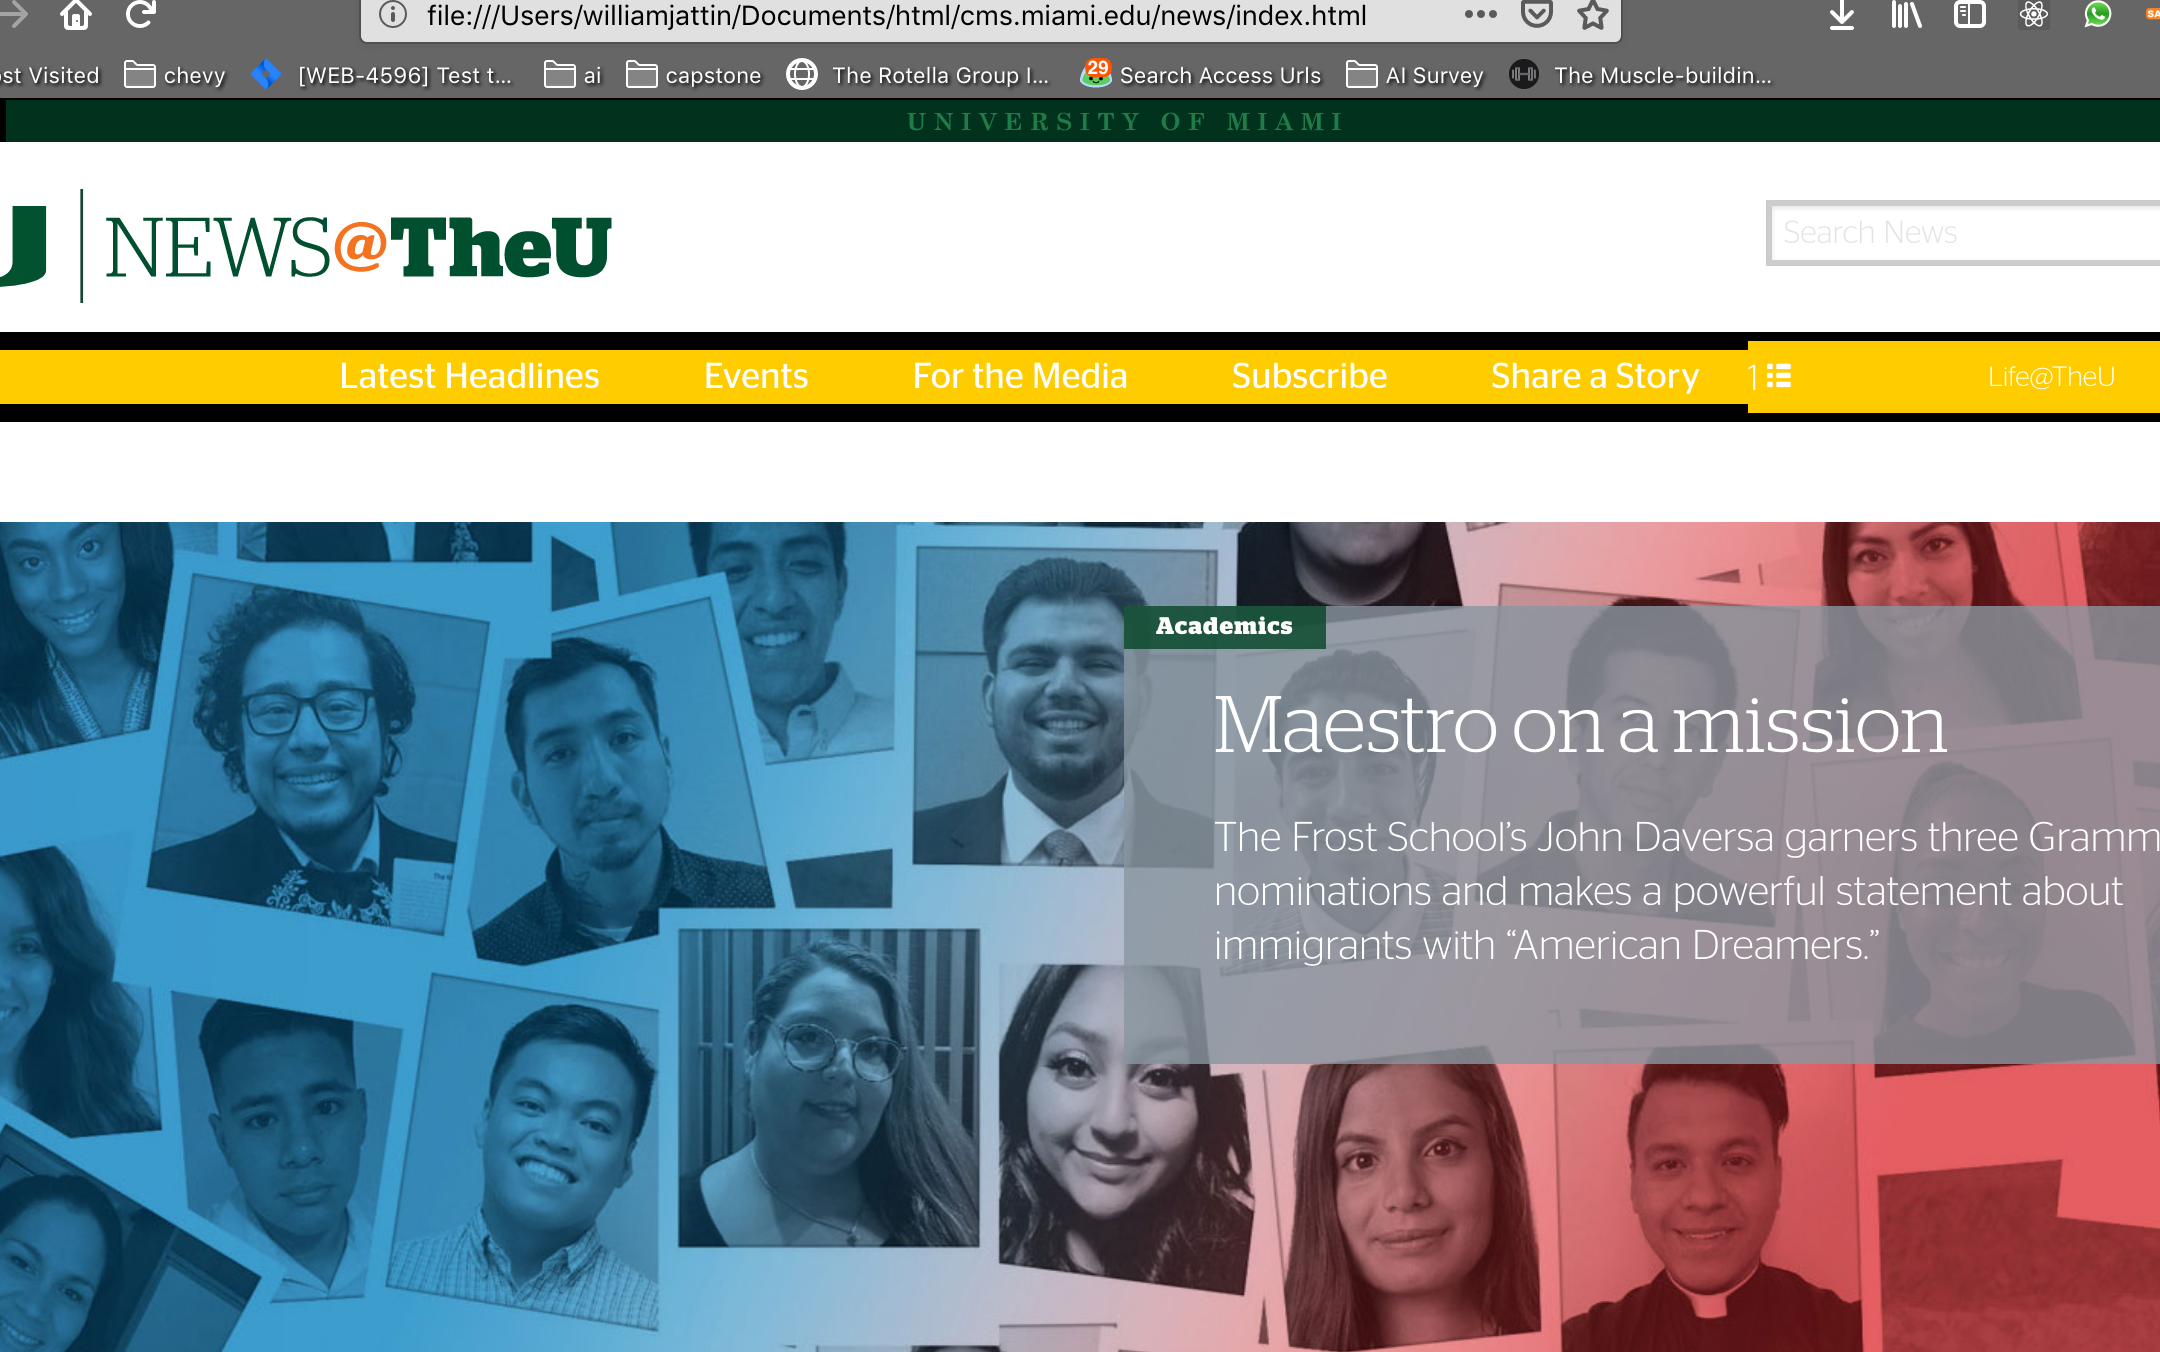 file:///Users/williamjattin/Documents/html/cms.miami.edu/news/index.html
st Visited chevy [WEB-4596] Test t... ai capstone The Rotella Group I... 29 Search Access Urls AI Survey The Muscle-buildin...
UNIVERSITY OF MIAMI
U NEWS@TheU
Search News
Latest Headlines Events For the Media Subscribe Share a Story 1 Life@TheU
Academics
Maestro on a mission
The Frost School’s John Daversa garners three Gramm
nominations and makes a powerful statement about
immigrants with “American Dreamers.”